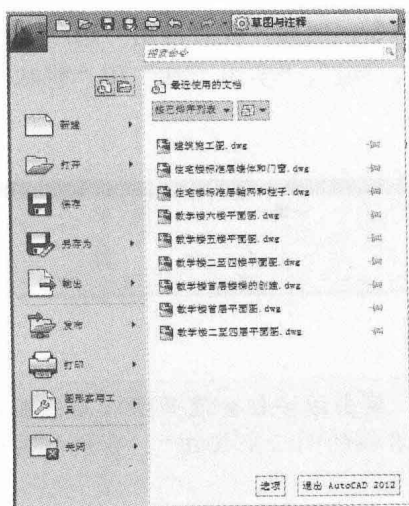 草图与注释
搜索命令
最近使用的文档
按已排序列表
新建
打开
保存
另存为
输出
发布
打印
图形实用工具
关闭
建筑施工图.dwg
住宅楼标准层墙体和门窗.dwg
住宅楼标准层轴网和柱子.dwg
教学楼六楼平面图.dwg
教学楼五楼平面图.dwg
教学楼二至四楼平面图.dwg
教学楼首层楼梯的创建.dwg
教学楼首层平面图.dwg
教学楼二至四层平面图.dwg
选项
退出 AutoCAD 2012